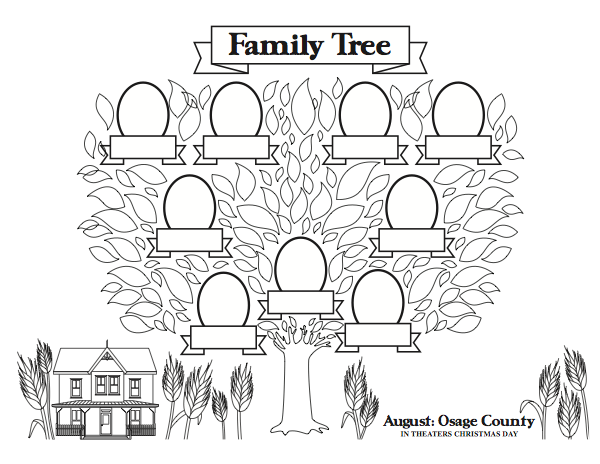 Family Tree
August: Osage County
IN THEATERS CHRISTMAS DAY